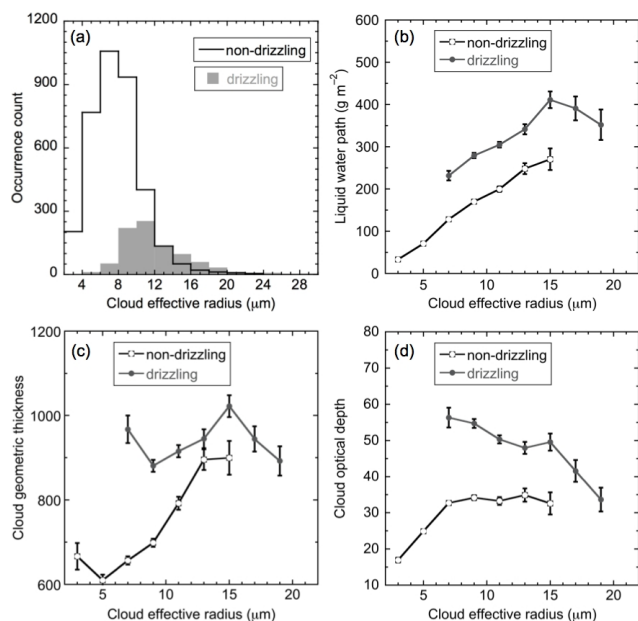 (a)
non-drizzling
drizzling
1200
900
600
300
0
Occurrence count
4 8 12 16 20 24 28
Cloud effective radius (μm)
(b)
non-drizzling
drizzling
600
500
400
300
200
100
0
Liquid water path (g m⁻²)
5 10 15 20
Cloud effective radius (μm)
(c)
non-drizzling
drizzling
1200
1000
800
600
Cloud geometric thickness
5 10 15 20
Cloud effective radius (μm)
(d)
non-drizzling
drizzling
80
70
60
50
40
30
20
10
Cloud optical depth
5 10 15 20
Cloud effective radius (μm)